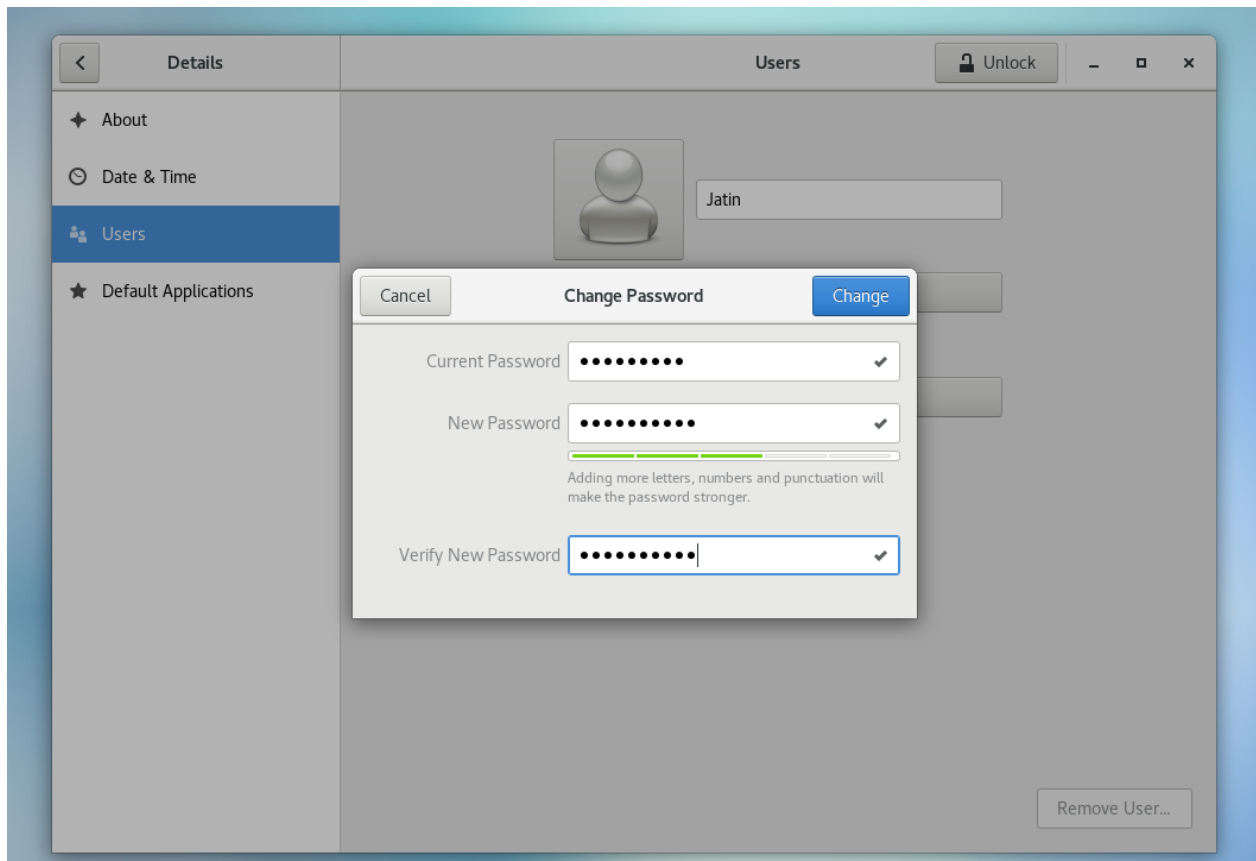 Details
Users
Unlock
About
Date & Time
Users
Default Applications
Jatin
Cancel
Change Password
Change
Current Password
New Password
Adding more letters, numbers and punctuation will
make the password stronger.
Verify New Password
Remove User...